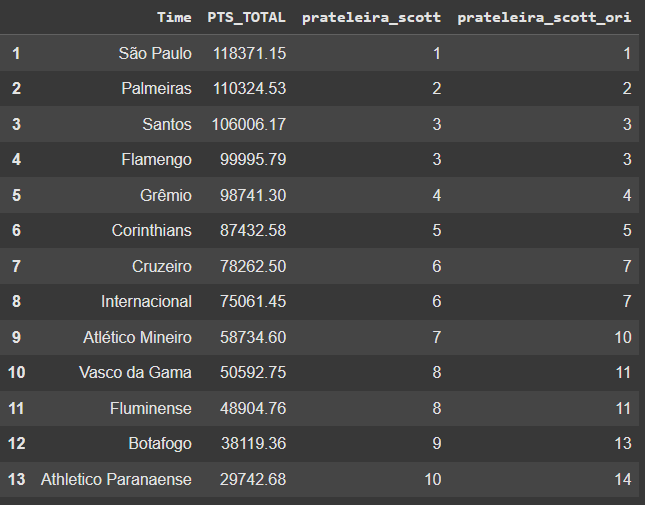 Time PTS_TOTAL prateleira_scott prateleira_scott_ori
1 São Paulo 118371.15 1 1
2 Palmeiras 110324.53 2 2
3 Santos 106006.17 3 3
4 Flamengo 99995.79 3 3
5 Grêmio 98741.30 4 4
6 Corinthians 87432.58 5 5
7 Cruzeiro 78262.50 6 7
8 Internacional 75061.45 6 7
9 Atlético Mineiro 58734.60 7 10
10 Vasco da Gama 50592.75 8 11
11 Fluminense 48904.76 8 11
12 Botafogo 38119.36 9 13
13 Athletico Paranaense 29742.68 10 14